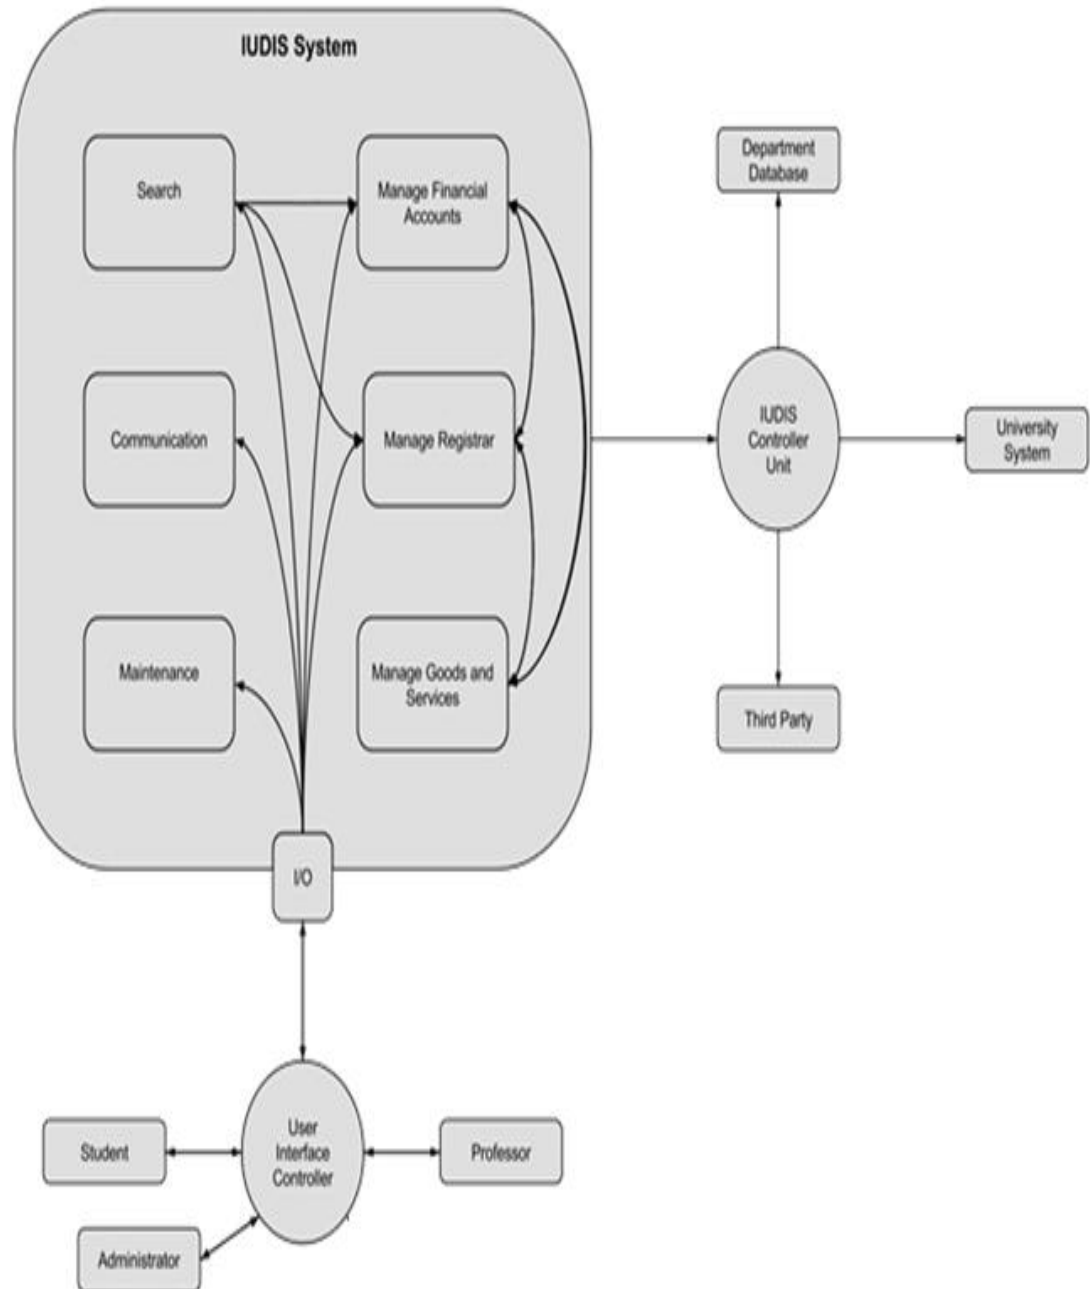 IUDIS System
Search
Manage Financial
Accounts
Communication
Manage Registrar
Maintenance
Manage Goods and
Services
I/O
Department
Database
IUDIS
Controller
Unit
University
System
Third Party
User
Interface
Controller
Student
Professor
Administrator